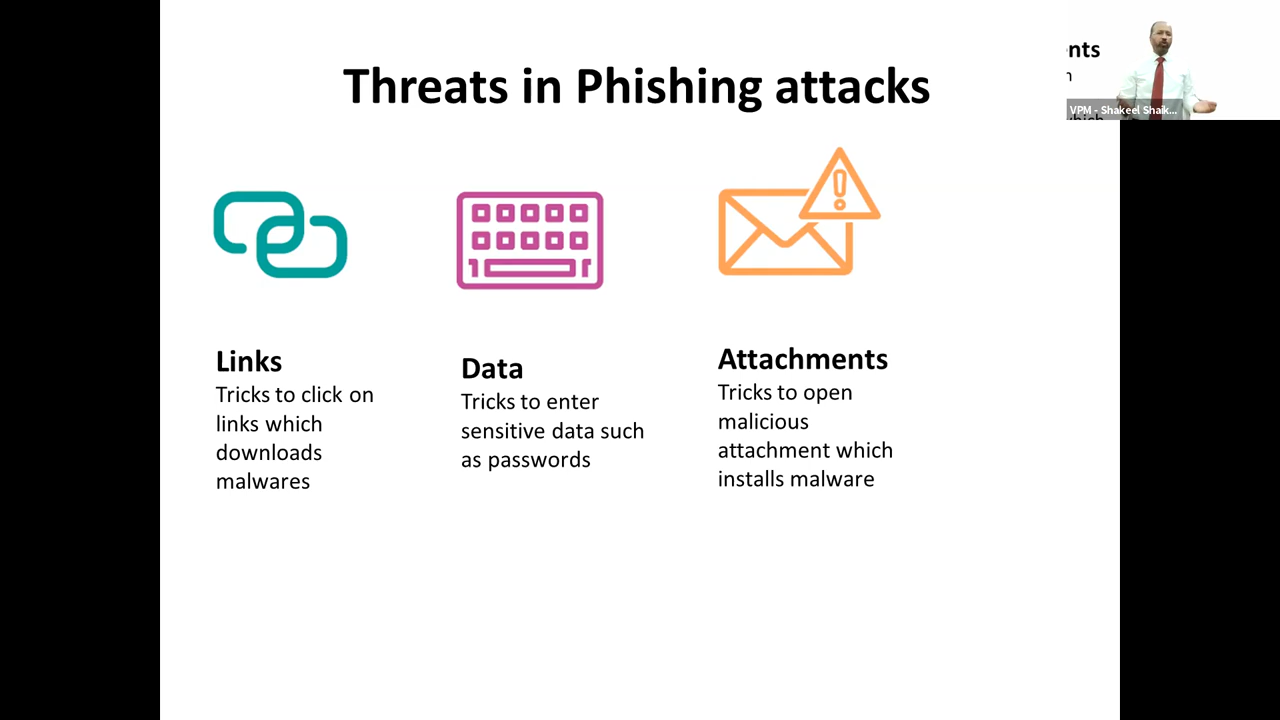 Threats in Phishing attacks
nts
VPM - Shakeel Shaik...
which
Links
Tricks to click on
links which
downloads
malwares
Data
Tricks to enter
sensitive data such
as passwords
Attachments
Tricks to open
malicious
attachment which
installs malware